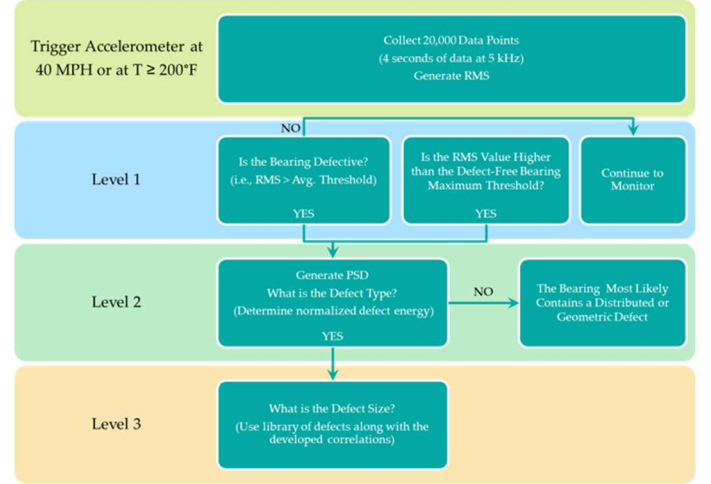 Trigger Accelerometer at
40 MPH or at T ≥ 200°F
Collect 20,000 Data Points
(4 seconds of data at 5 kHz)
Generate RMS
NO
Level 1
Is the Bearing Defective?
(i.e., RMS > Avg. Threshold)
YES
Is the RMS Value Higher
than the Defect-Free Bearing
Maximum Threshold?
YES
Continue to
Monitor
Level 2
Generate PSD
What is the Defect Type?
(Determine normalized defect energy)
YES
NO
The Bearing Most Likely
Contains a Distributed or
Geometric Defect
Level 3
What is the Defect Size?
(Use library of defects along with the
developed correlations)